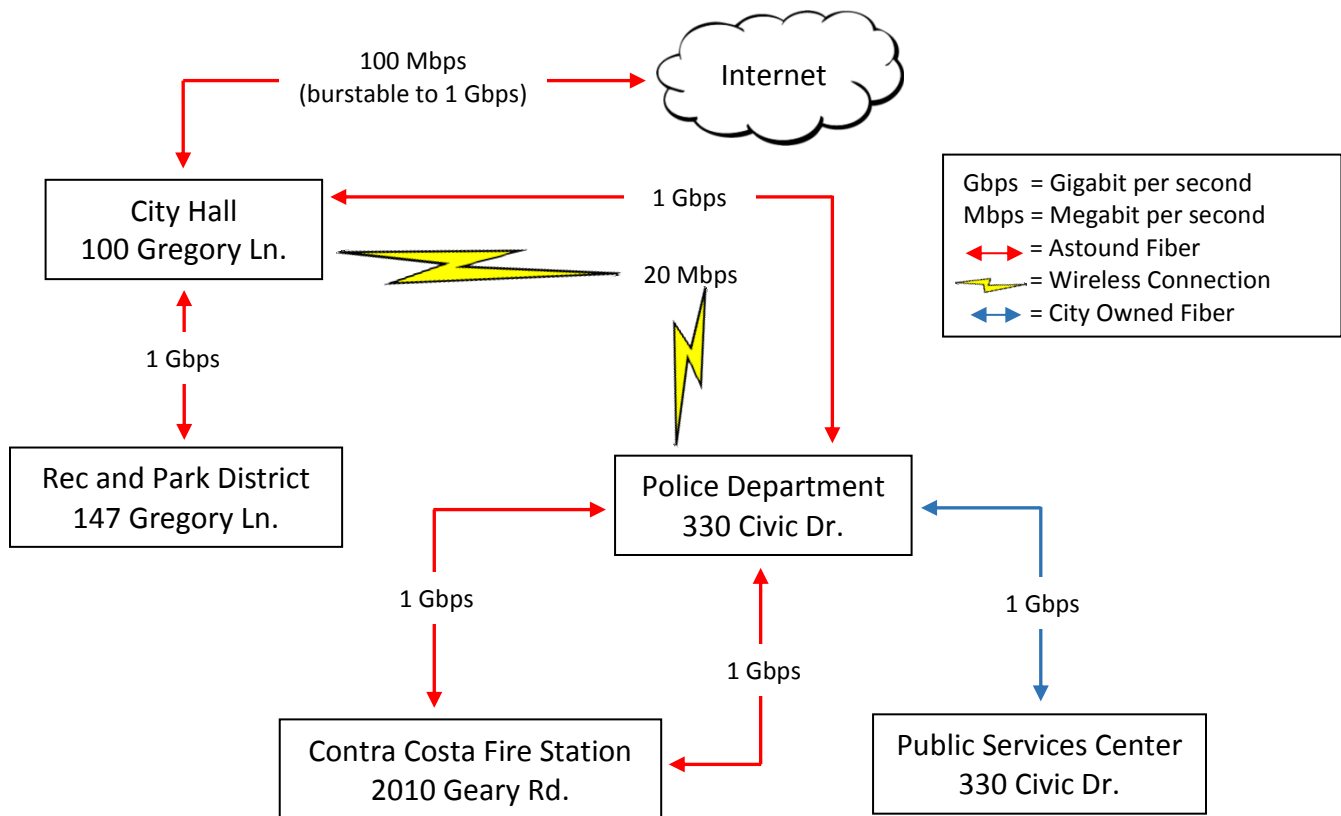 100 Mbps
(burstable to 1 Gbps)
Internet
City Hall
100 Gregory Ln.
1 Gbps
20 Mbps
Gbps = Gigabit per second
Mbps = Megabit per second
= Astound Fiber
= Wireless Connection
= City Owned Fiber
1 Gbps
Rec and Park District
147 Gregory Ln.
Police Department
330 Civic Dr.
1 Gbps
1 Gbps
1 Gbps
Contra Costa Fire Station
2010 Geary Rd.
Public Services Center
330 Civic Dr.